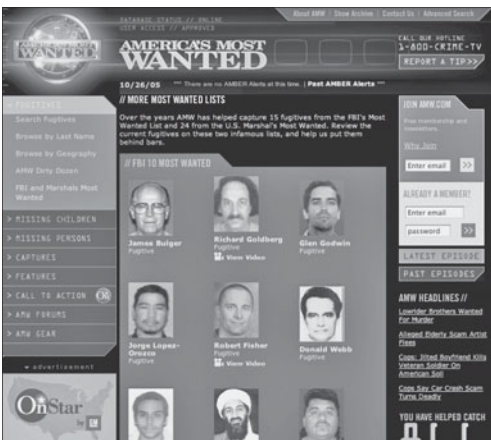 About AMW | Show Archive | Contact Us | Advanced Search
DATABASE STATUS // ONLINE
USER ACCESS // APPROVED
AMERICA'S MOST
WANTED
AMERICA'S MOST
WANTED
CALL OUR HOTLINE
1-800-CRIME-TV
REPORT A TIP>>
10/26/05 *** There are no AMBER Alerts at this time. | Past AMBER Alerts ***
FUGITIVES
Search Fugitives
Browse by Last Name
Browse by Geography
AMW Dirty Dozen
FBI and Marshals Most
Wanted
> MISSING CHILDREN
> MISSING PERSONS
> CAPTURES
> FEATURES
> CALL TO ACTION
> AMW FORUMS
> AMW GEAR
advertisement
OnStar
by GM
// MORE MOST WANTED LISTS
Over the years AMW has helped capture 15 fugitives from the FBI's Most
Wanted List and 24 from the U.S. Marshal's Most Wanted. Review the
current fugitives on these two infamous lists, and help us put them
behind bars.
// FBI 10 MOST WANTED
James Bulger
Fugitive
Richard Goldberg
Fugitive
View Video
Glen Godwin
Fugitive
Jorge Lopez-
Orozco
Fugitive
Robert Fisher
Fugitive
View Video
Donald Webb
Fugitive
JOIN AMW.COM
Free membership and
newsletters.
Why Join
Enter email >>
ALREADY A MEMBER?
Enter email
password >>
LATEST EPISODE
PAST EPISODES
AMW HEADLINES //
Lowrider Brothers Wanted
For Murder
Alleged Elderly Scam Artist
Flees
Cops: Jilted Boyfriend Kills
Veteran Soldier On
American Soil
Cops Say Car Crash Scam
Turns Deadly
YOU HAVE HELPED CATCH